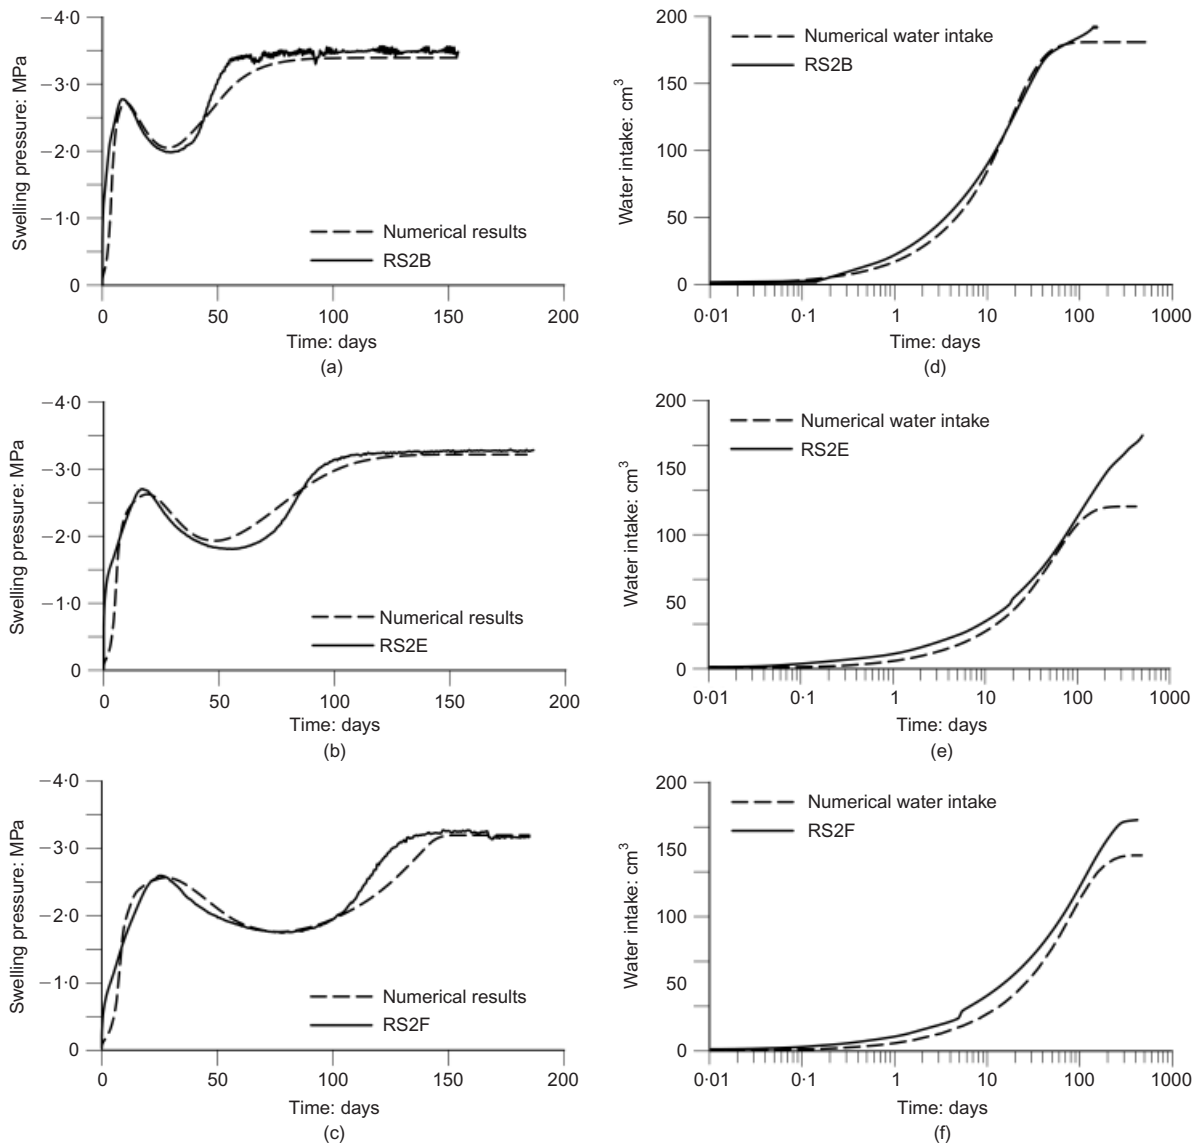 −4·0
−3·0
−2·0
−1·0
0
Swelling pressure: MPa
Numerical results
RS2B
0 50 100 150 200
Time: days
(a)
200
150
100
50
0
Water intake: cm³
Numerical water intake
RS2B
0·01 0·1 1 10 100 1000
Time: days
(d)
−4·0
−3·0
−2·0
−1·0
0
Swelling pressure: MPa
Numerical results
RS2E
0 50 100 150 200
Time: days
(b)
200
150
100
50
0
Water intake: cm³
Numerical water intake
RS2E
0·01 0·1 1 10 100 1000
Time: days
(e)
−4·0
−3·0
−2·0
−1·0
0
Swelling pressure: MPa
Numerical results
RS2F
0 50 100 150 200
Time: days
(c)
200
150
100
50
0
Water intake: cm³
Numerical water intake
RS2F
0·01 0·1 1 10 100 1000
Time: days
(f)